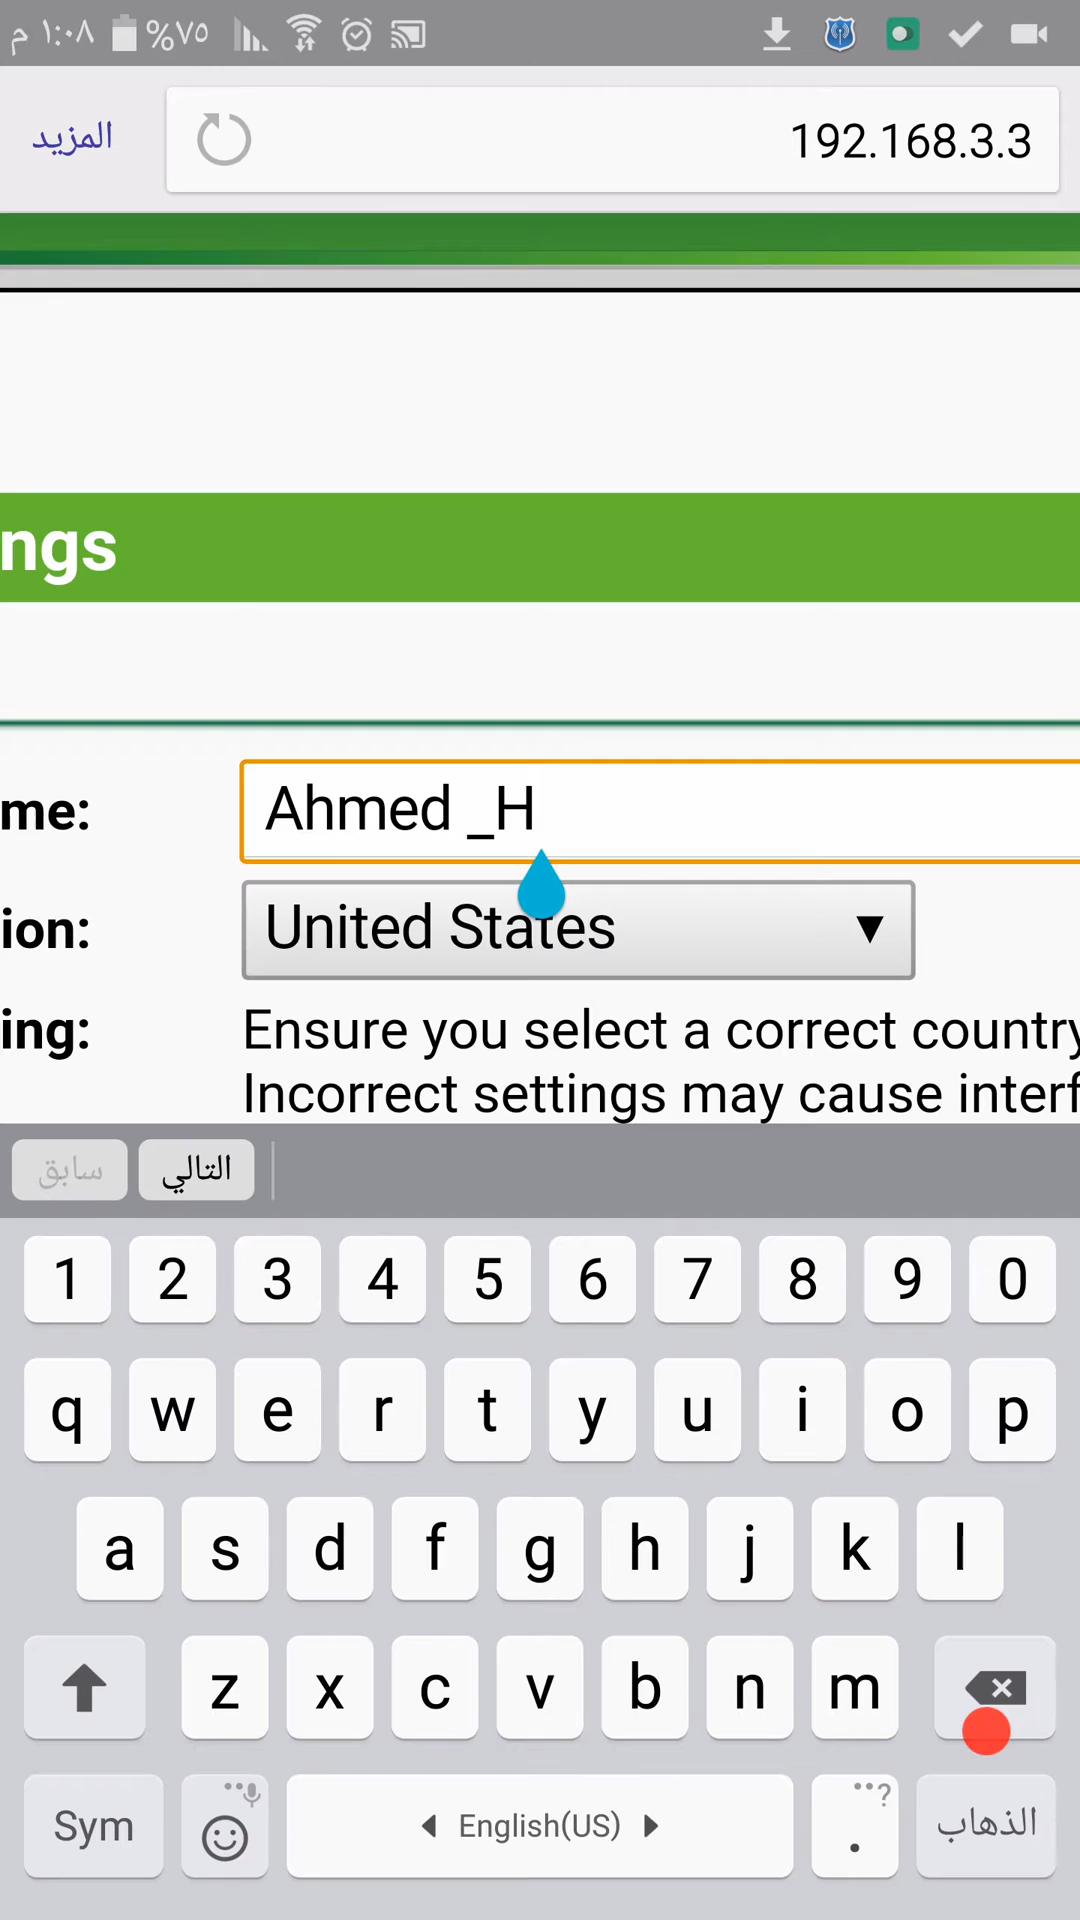 م ١:٠٨ %٧٥
المزيد
192.168.3.3
ngs
me:
Ahmed _H
ion:
United States
ing:
Ensure you select a correct country
Incorrect settings may cause interf
سابق
التالي
1 2 3 4 5 6 7 8 9 0
q w e r t y u i o p
a s d f g h j k l
z x c v b n m
Sym
English(US)
?
.
الذهاب